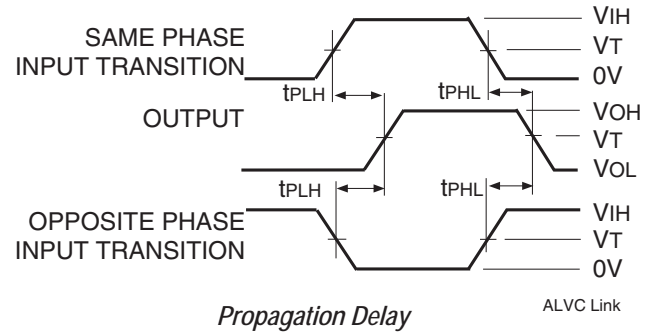 SAME PHASE
INPUT TRANSITION
VIH
VT
0V
tPLH
tPHL
OUTPUT
VOH
VT
VOL
tPLH
tPHL
OPPOSITE PHASE
INPUT TRANSITION
VIH
VT
0V
Propagation Delay
ALVC Link